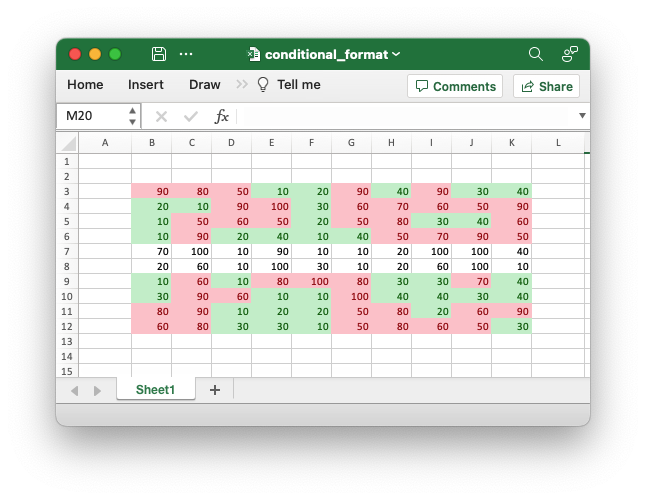 conditional_format
Home Insert Draw Tell me Comments Share
M20 fx
A B C D E F G H I J K L
1
2
3 90 80 50 10 20 90 40 90 30 40
4 20 10 90 100 30 60 70 60 50 90
5 10 50 60 50 20 50 80 30 40 60
6 10 90 20 40 10 40 50 70 90 50
7 70 100 10 90 10 10 20 100 100 40
8 20 60 10 100 30 10 20 60 100 10
9 10 60 10 80 100 80 30 30 70 40
10 30 90 60 10 10 100 40 40 30 40
11 80 90 10 20 20 50 80 20 60 90
12 60 80 30 30 10 50 80 60 50 30
13
14
15
Sheet1 +